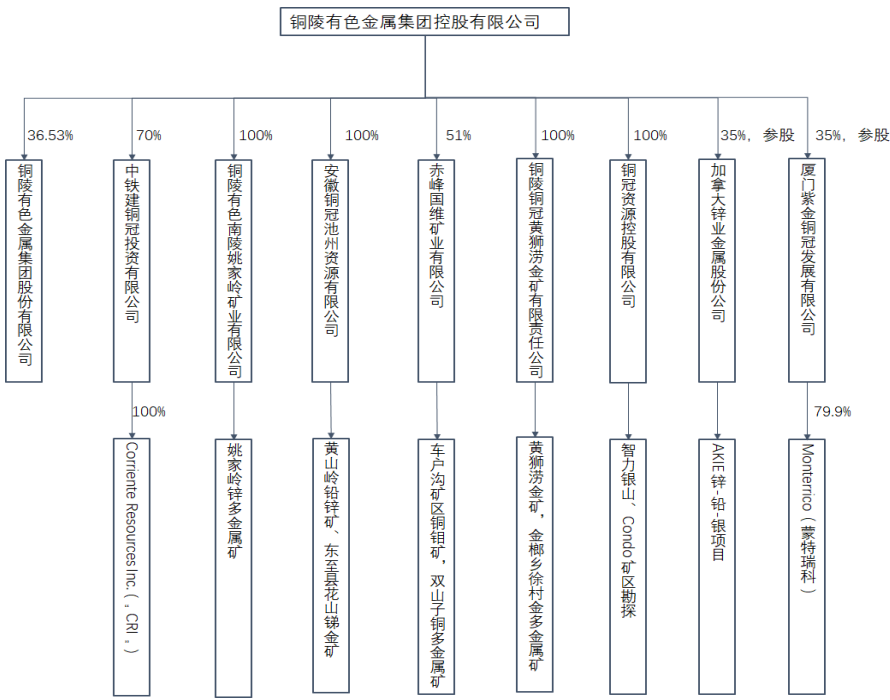 铜陵有色金属集团控股有限公司
36.53%
70%
100%
100%
51%
100%
100%
35%，参股
35%，参股
铜陵有色金属集团股份有限公司
中铁建铜冠投资有限公司
铜陵有色南陵姚家岭矿业有限公司
安徽铜冠池州资源有限公司
赤峰国维矿业有限公司
铜陵铜冠黄狮涝金矿有限责任公司
铜冠资源控股有限公司
加拿大锌业金属股份公司
厦门紫金铜冠发展有限公司
100%
79.9%
Corriente Resources Inc.（, CRI ,）
姚家岭锌多金属矿
黄山岭铅锌矿、东至县花山锑金矿
车户沟矿区铜钼矿，双山子铜多金属矿
黄狮涝金矿，金榔乡徐村金多金属矿
智力银山、Condo 矿区勘探
AKIE 锌-铅-银项目
Monterrico（蒙特瑞科）